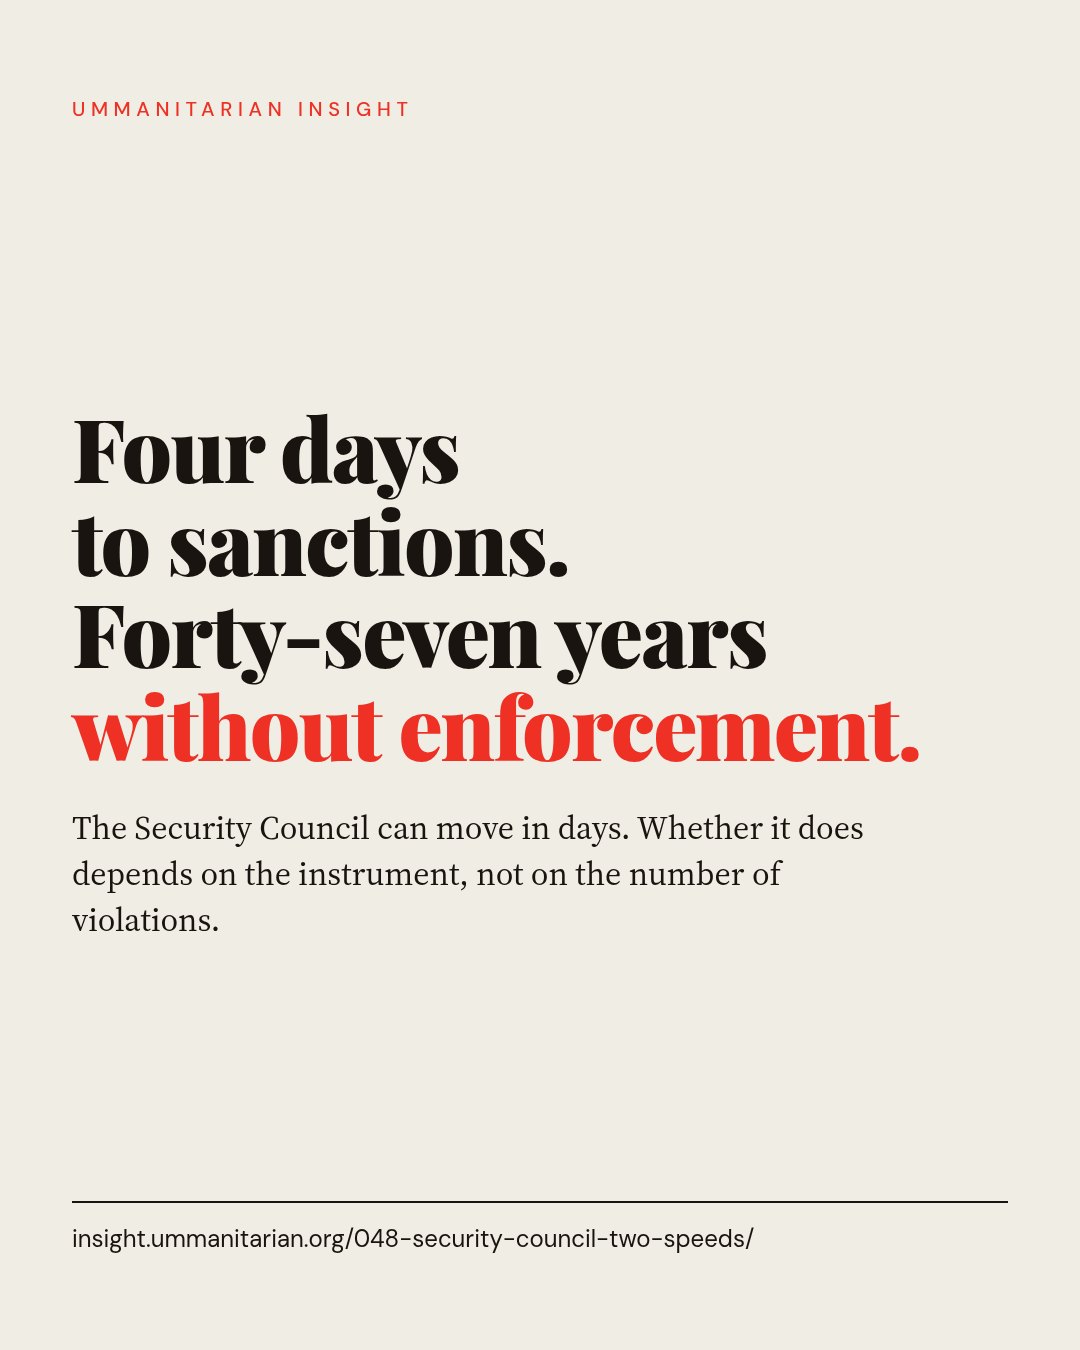 UMMANITARIAN INSIGHT
Four days
to sanctions.
Forty-seven years
without enforcement.
The Security Council can move in days. Whether it does
depends on the instrument, not on the number of
violations.
insight.ummanitarian.org/048-security-council-two-speeds/